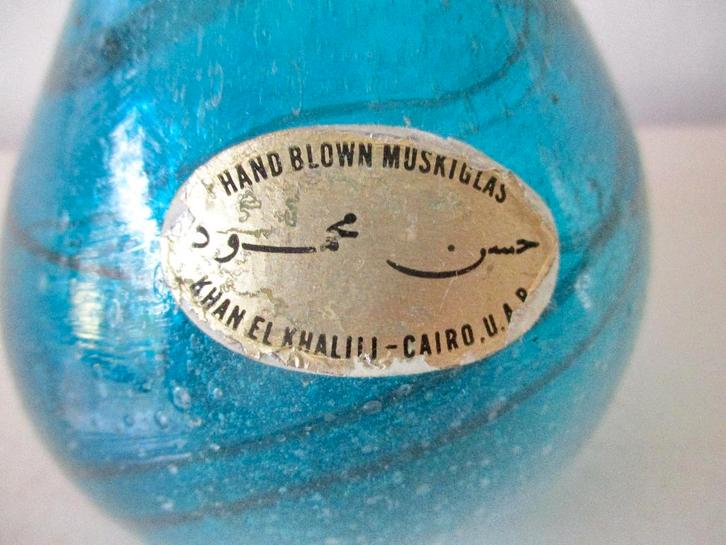 HAND BLOWN MUSKIGLAS
حسن محمود
KHAN EL KHALILI - CAIRO. U.A.R